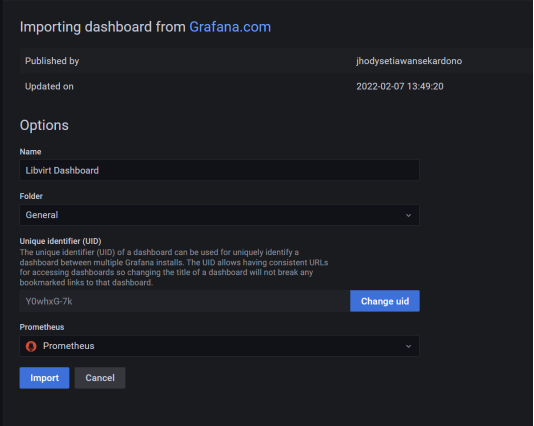 Importing dashboard from Grafana.com
Published by jhodysetiawansekardono
Updated on 2022-02-07 13:49:20
Options
Name
Libvirt Dashboard
Folder
General
Unique identifier (UID)
The unique identifier (UID) of a dashboard can be used for uniquely identify a
dashboard between multiple Grafana installs. The UID allows having consistent URLs
for accessing dashboards so changing the title of a dashboard will not break any
bookmarked links to that dashboard.
Y0whxG-7k Change uid
Prometheus
Prometheus
Import Cancel